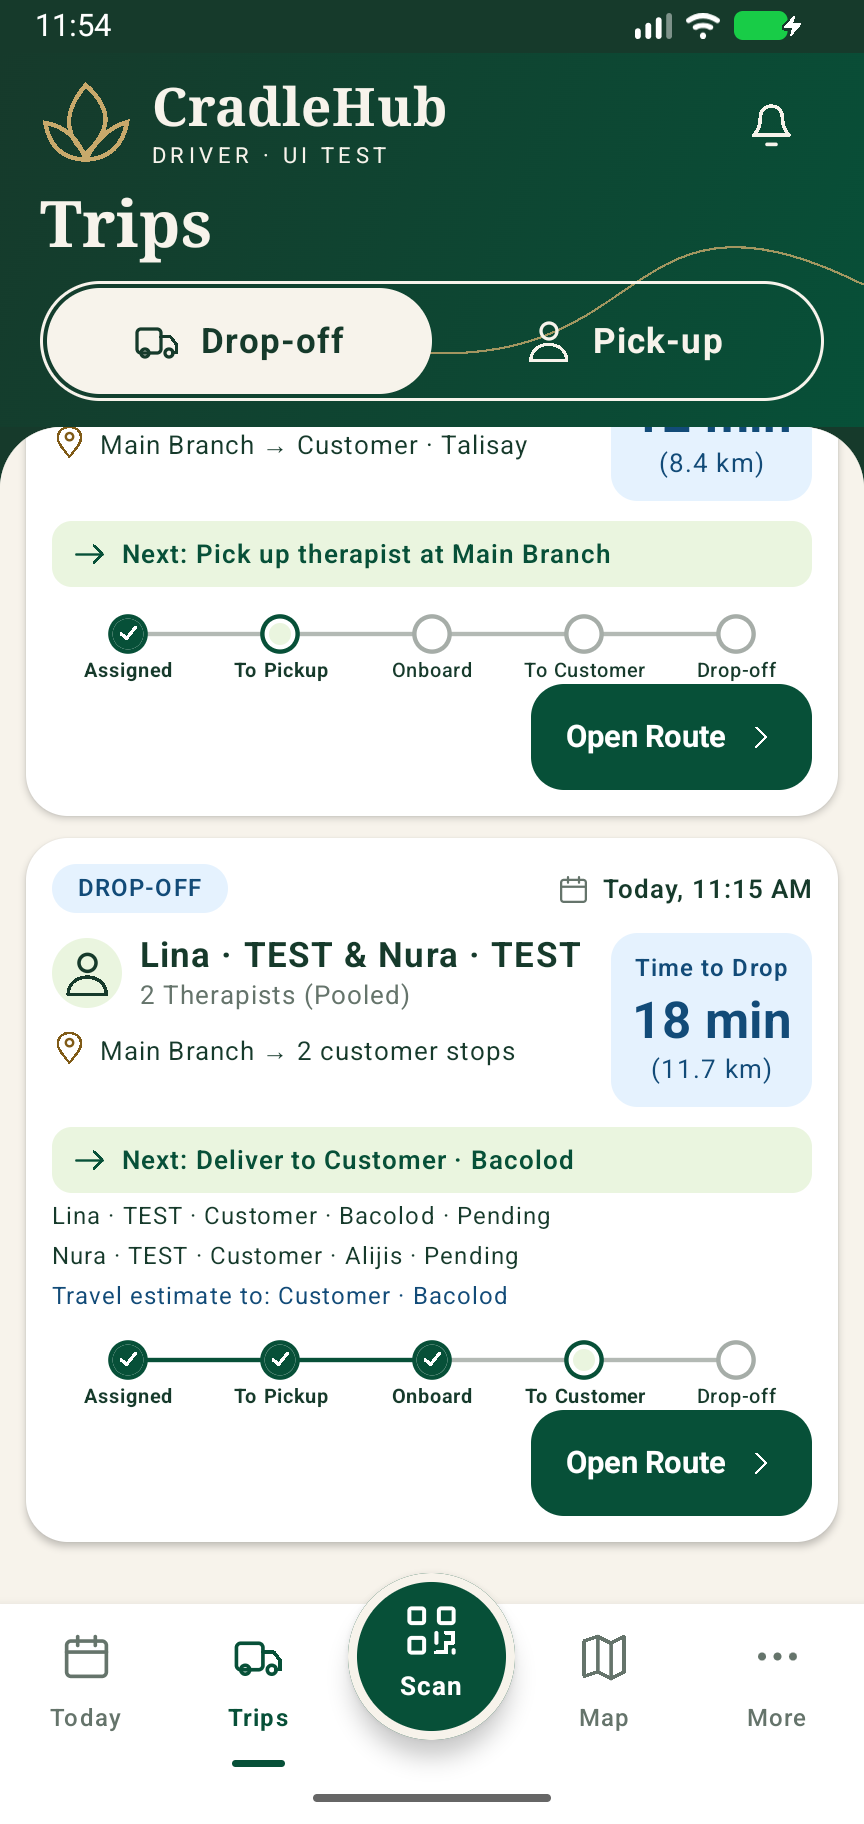 11:54
CradleHub
DRIVER · UI TEST
Trips
Drop-off
Pick-up
Main Branch → Customer · Talisay
(8.4 km)
→ Next: Pick up therapist at Main Branch
Assigned
To Pickup
Onboard
To Customer
Drop-off
Open Route
DROP-OFF
Today, 11:15 AM
Lina · TEST & Nura · TEST
2 Therapists (Pooled)
Main Branch → 2 customer stops
Time to Drop
18 min
(11.7 km)
→ Next: Deliver to Customer · Bacolod
Lina · TEST · Customer · Bacolod · Pending
Nura · TEST · Customer · Alijis · Pending
Travel estimate to: Customer · Bacolod
Assigned
To Pickup
Onboard
To Customer
Drop-off
Open Route
Today
Trips
Scan
Map
More